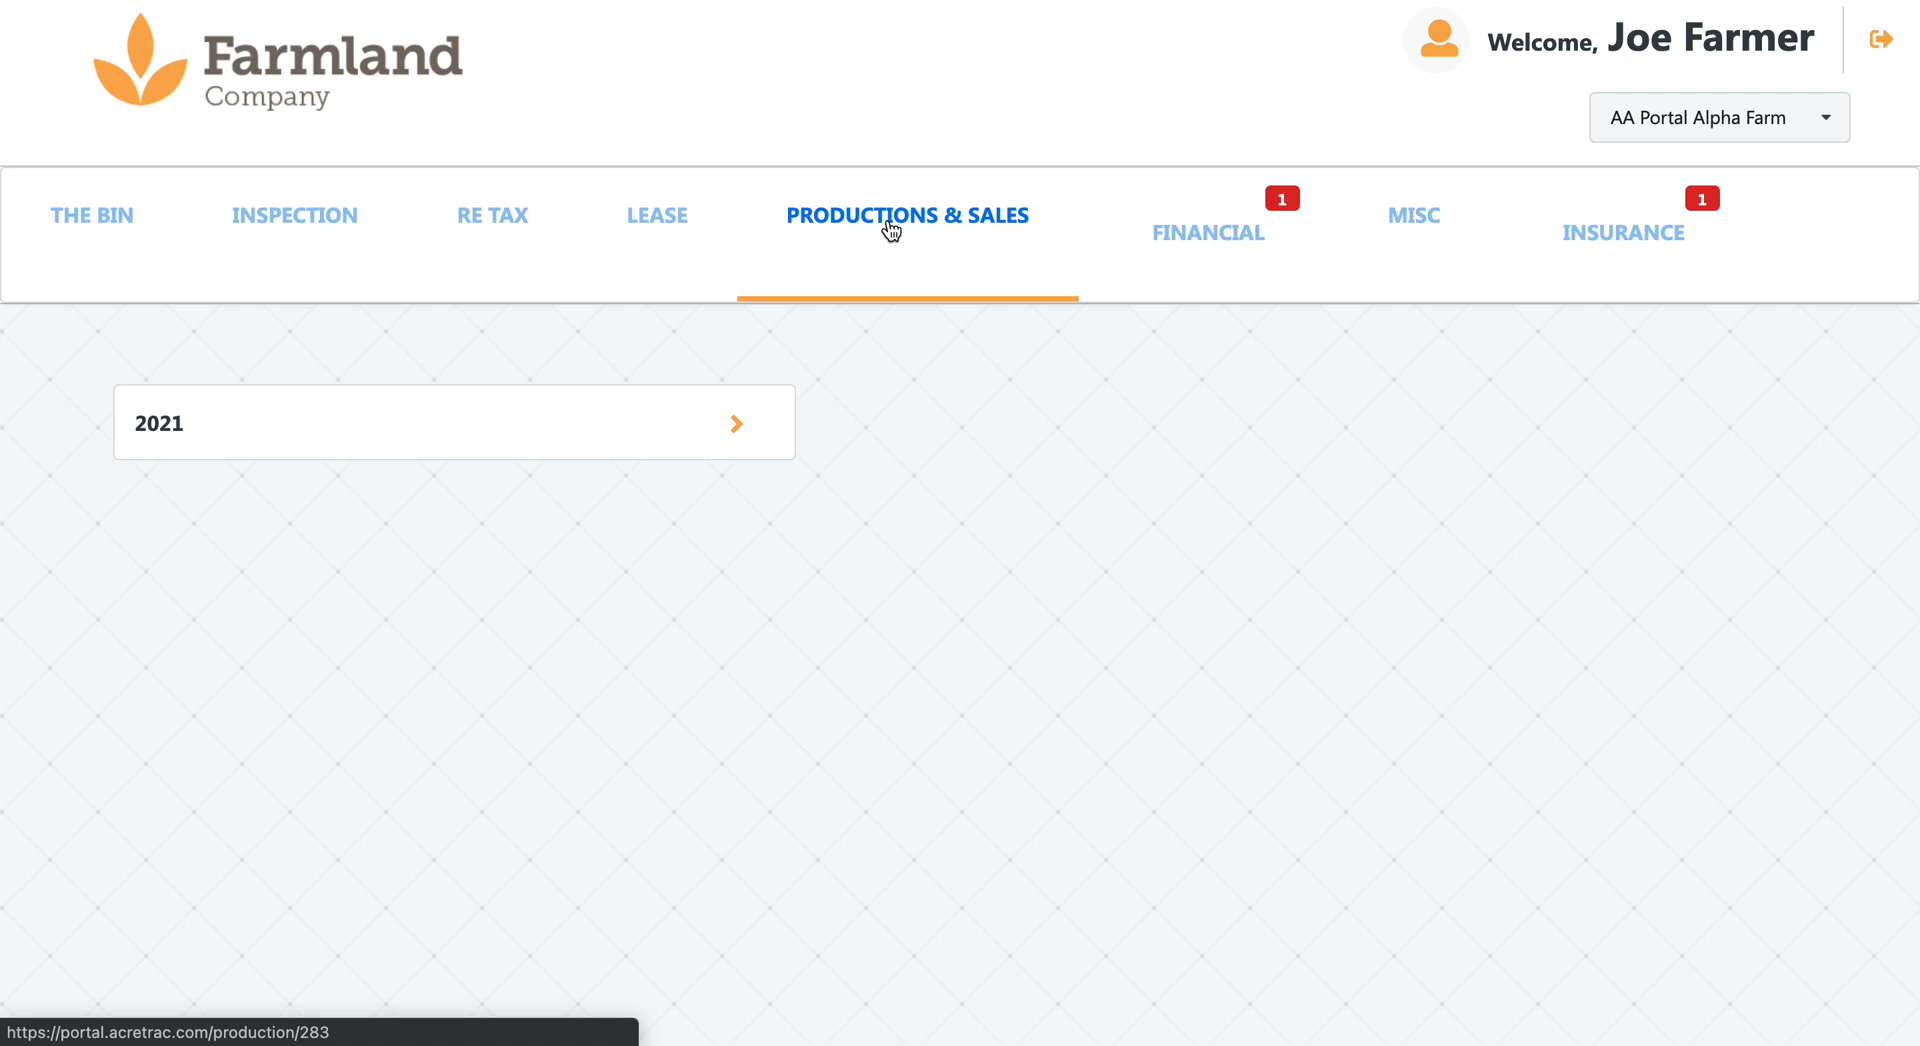 Farmland
Company
Welcome, Joe Farmer
AA Portal Alpha Farm
THE BIN
INSPECTION
RE TAX
LEASE
PRODUCTIONS & SALES
1
FINANCIAL
MISC
1
INSURANCE
2021
https://portal.acretrac.com/production/283